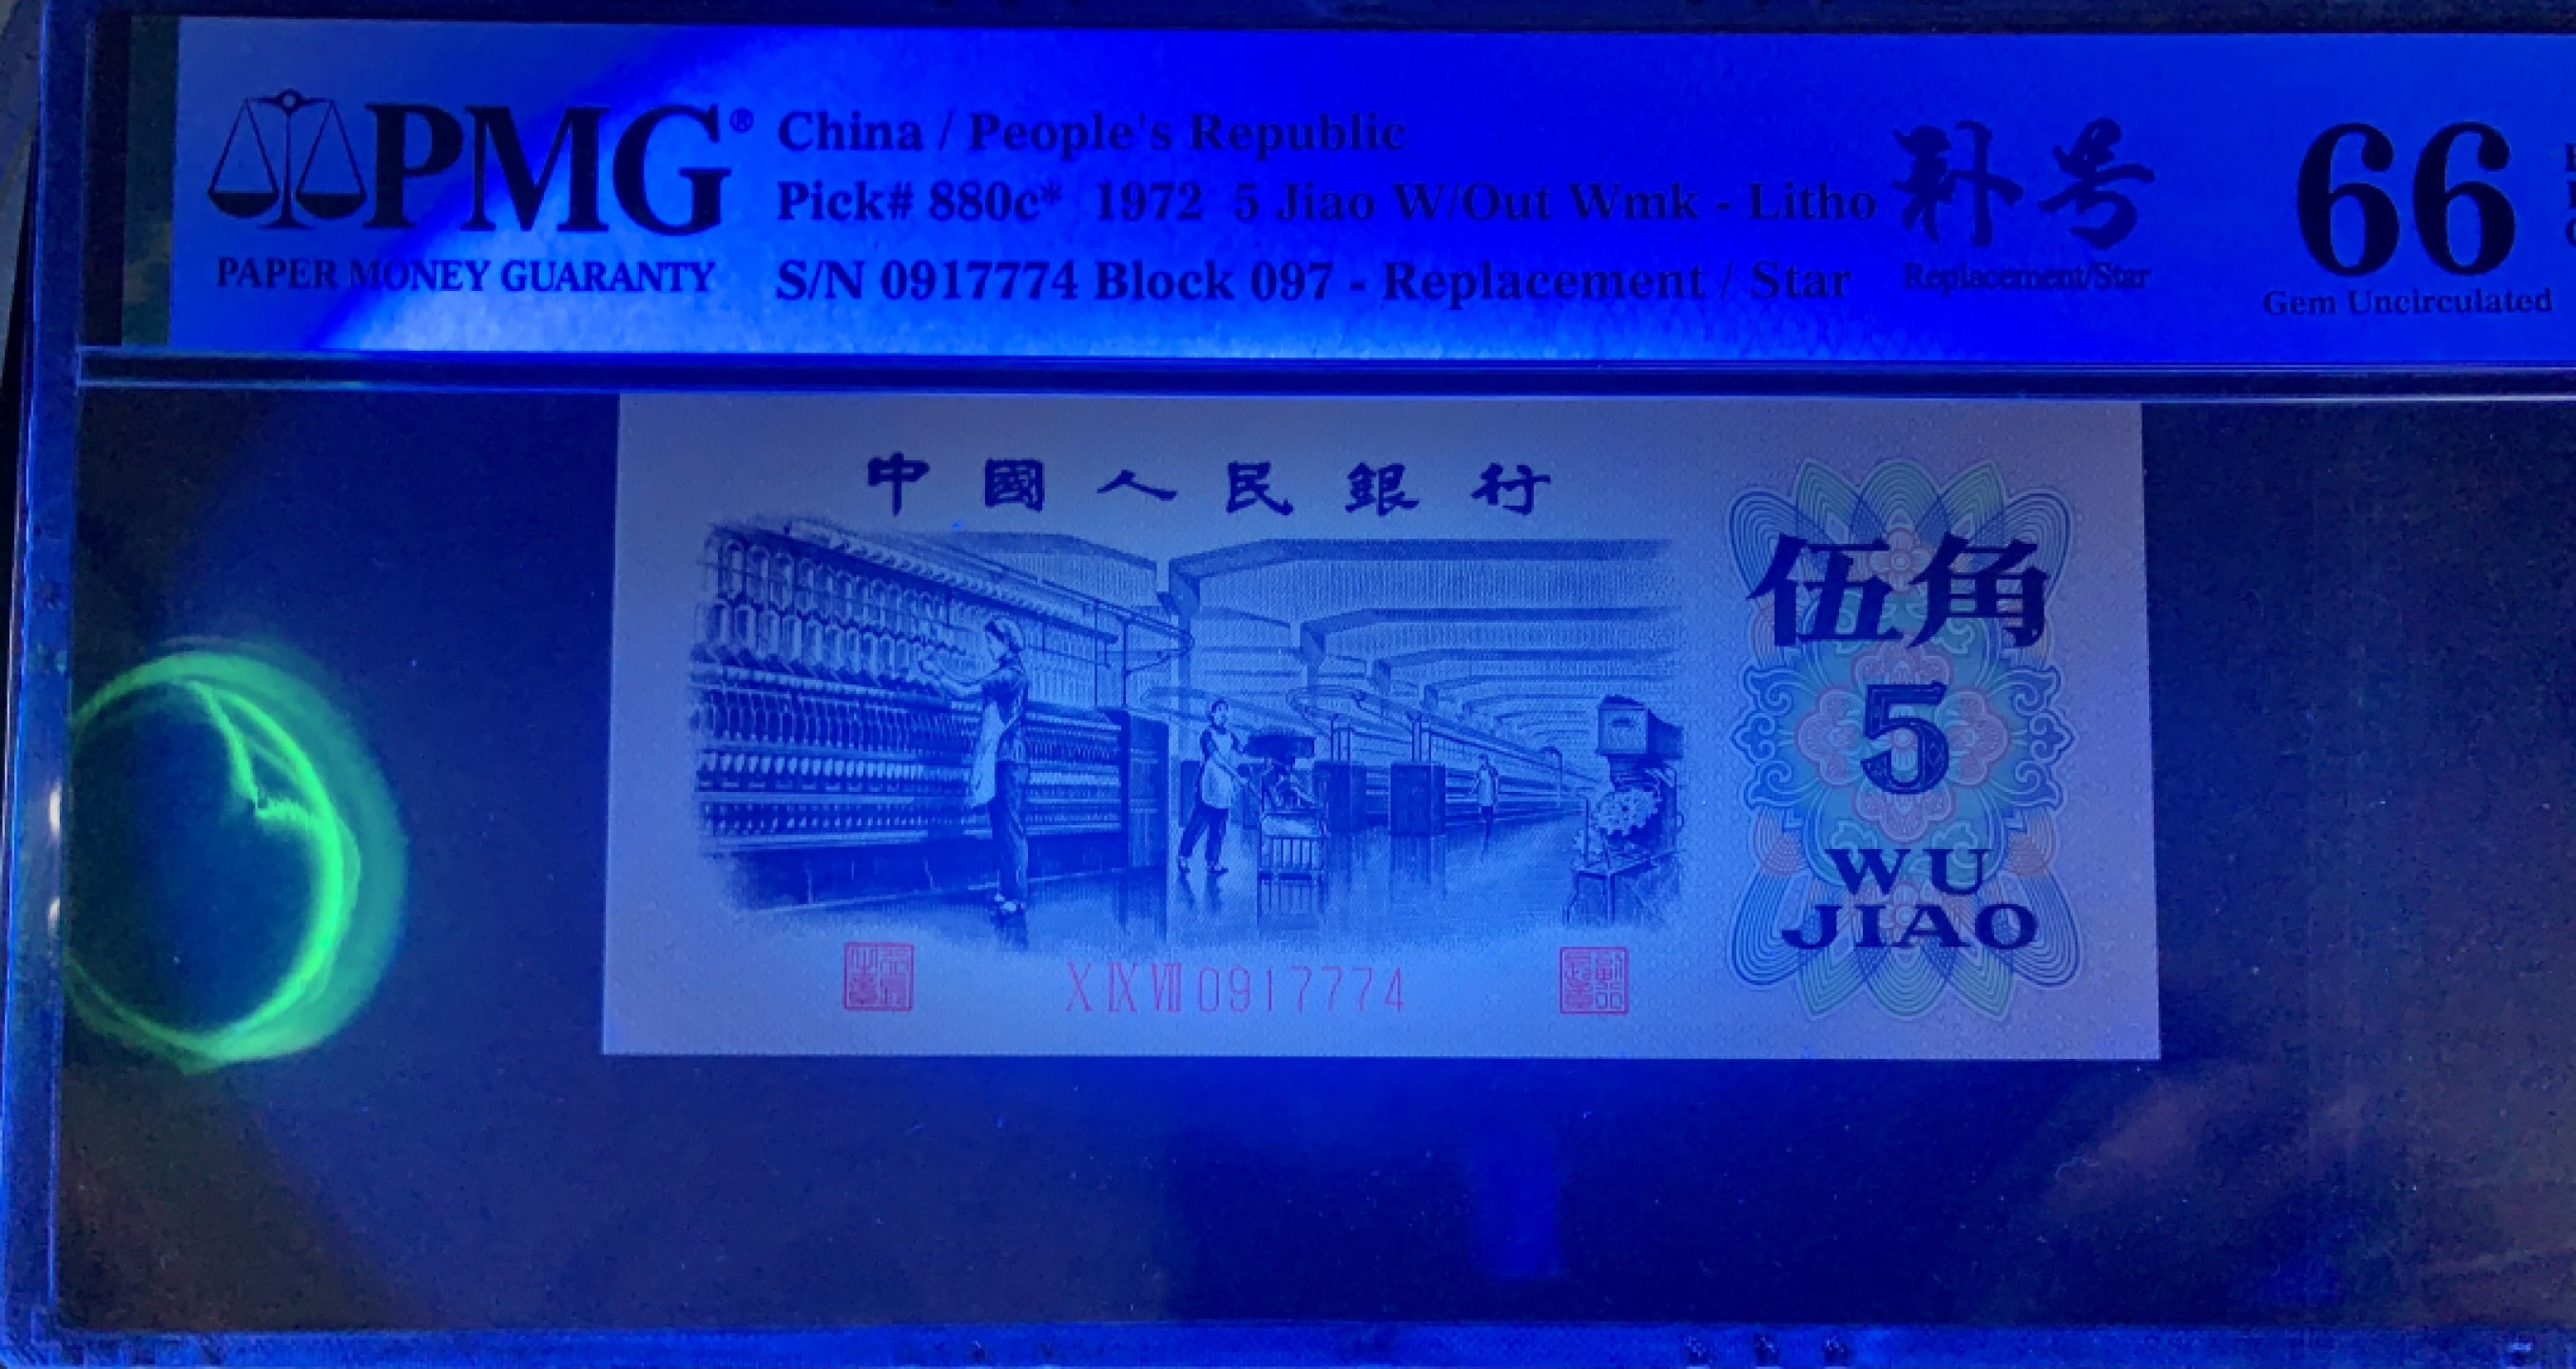 PMG®
PAPER MONEY GUARANTY
China / People's Republic
Pick# 880c* 1972 5 Jiao W/Out Wmk - Litho
S/N 0917774 Block 097 - Replacement / Star
补号
Replacement/Star
66
Gem Uncirculated
中國人民銀行
伍角
5
WU
JIAO
X IX VII 0917774